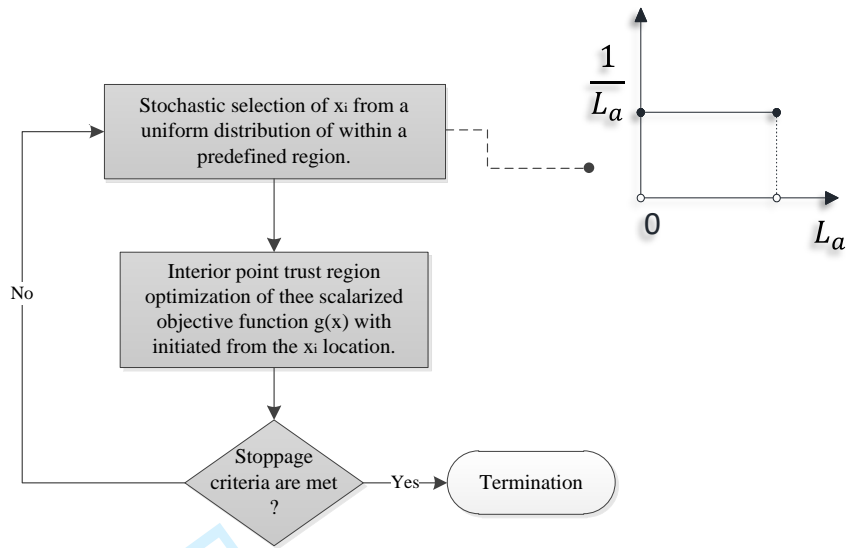 Stochastic selection of xi from a
uniform distribution of within a
predefined region.
1
La
0
La
Interior point trust region
optimization of thee scalarized
objective function g(x) with
initiated from the xi location.
No
Stoppage
criteria are met
?
Yes
Termination